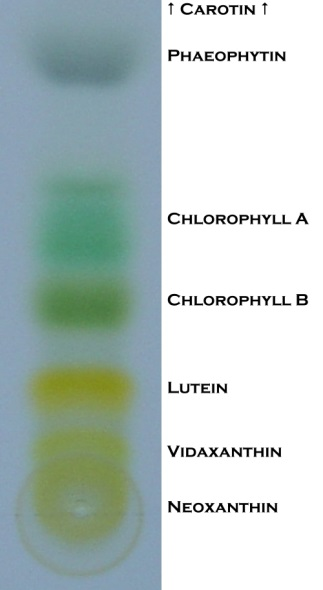 ↑ CAROTIN ↑
PHAEOPHYTIN
CHLOROPHYLL A
CHLOROPHYLL B
LUTEIN
VIDAXANTHIN
NEOXANTHIN